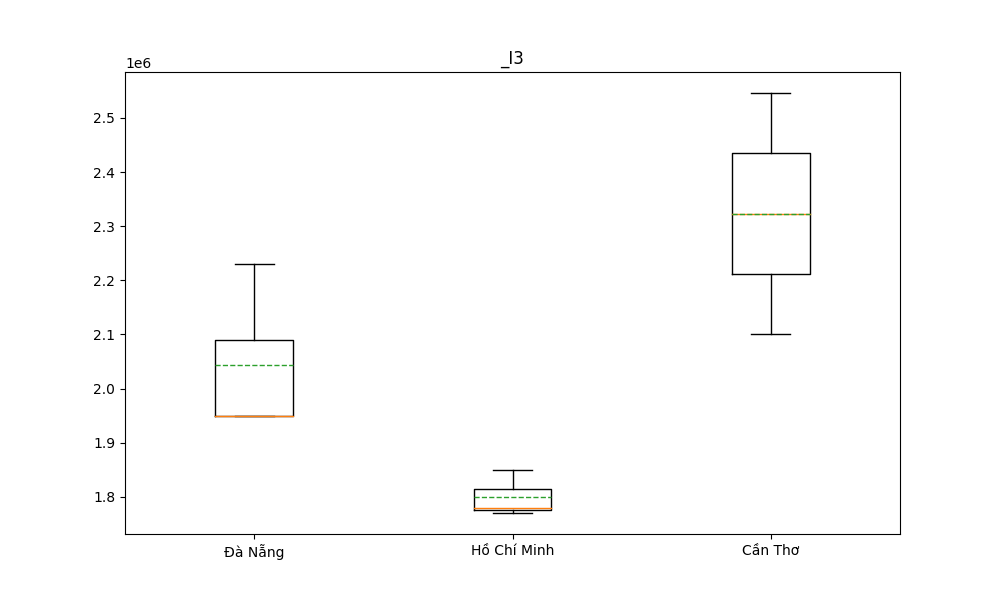 _l3
1e6
2.5
2.4
2.3
2.2
2.1
2.0
1.9
1.8
Đà Nẵng
Hồ Chí Minh
Cần Thơ